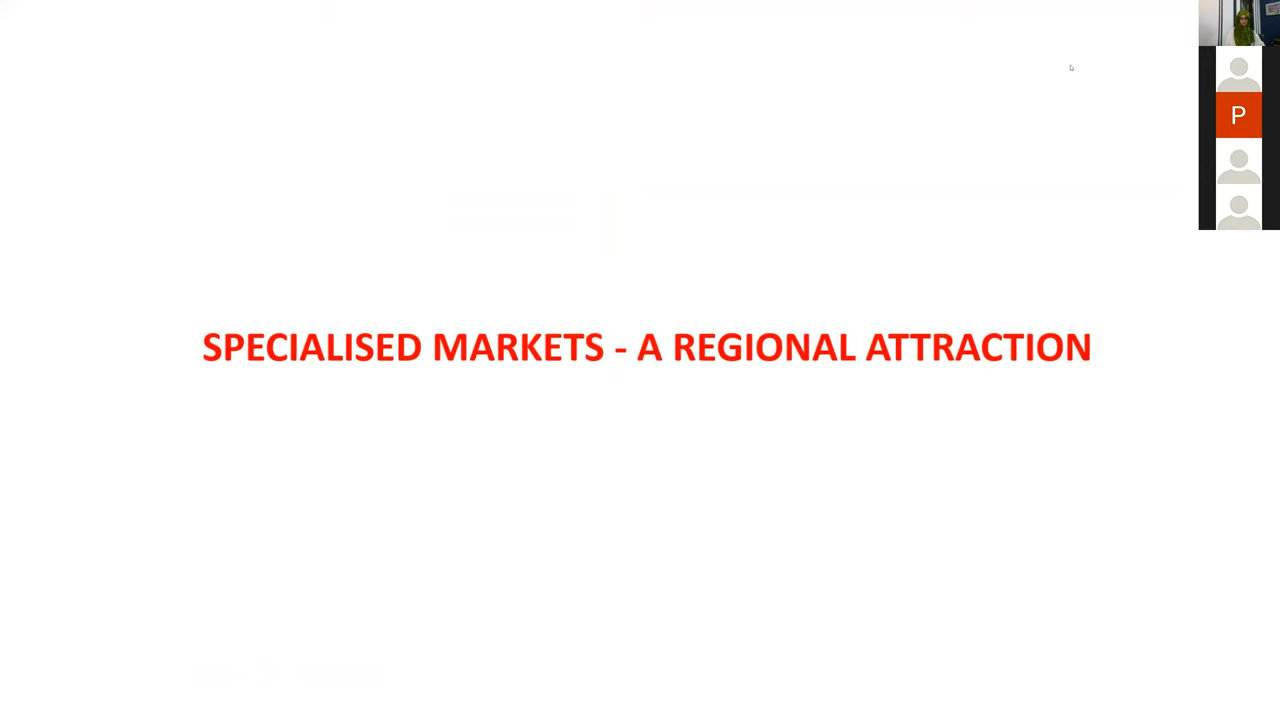 P
SPECIALISED MARKETS - A REGIONAL ATTRACTION